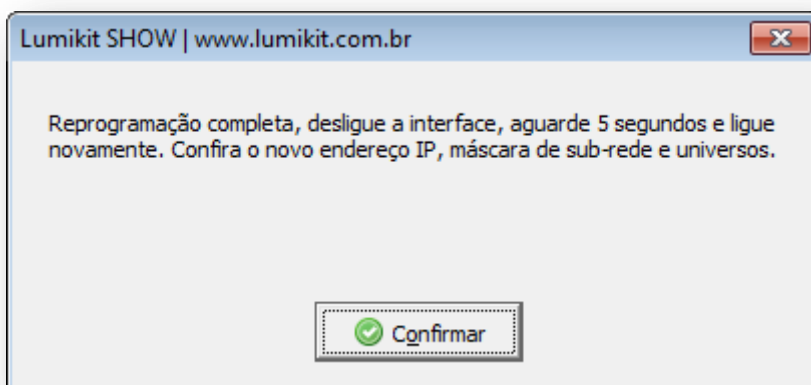 Lumikit SHOW | www.lumikit.com.br
Reprogramação completa, desligue a interface, aguarde 5 segundos e ligue
novamente. Confira o novo endereço IP, máscara de sub-rede e universos.
Confirmar